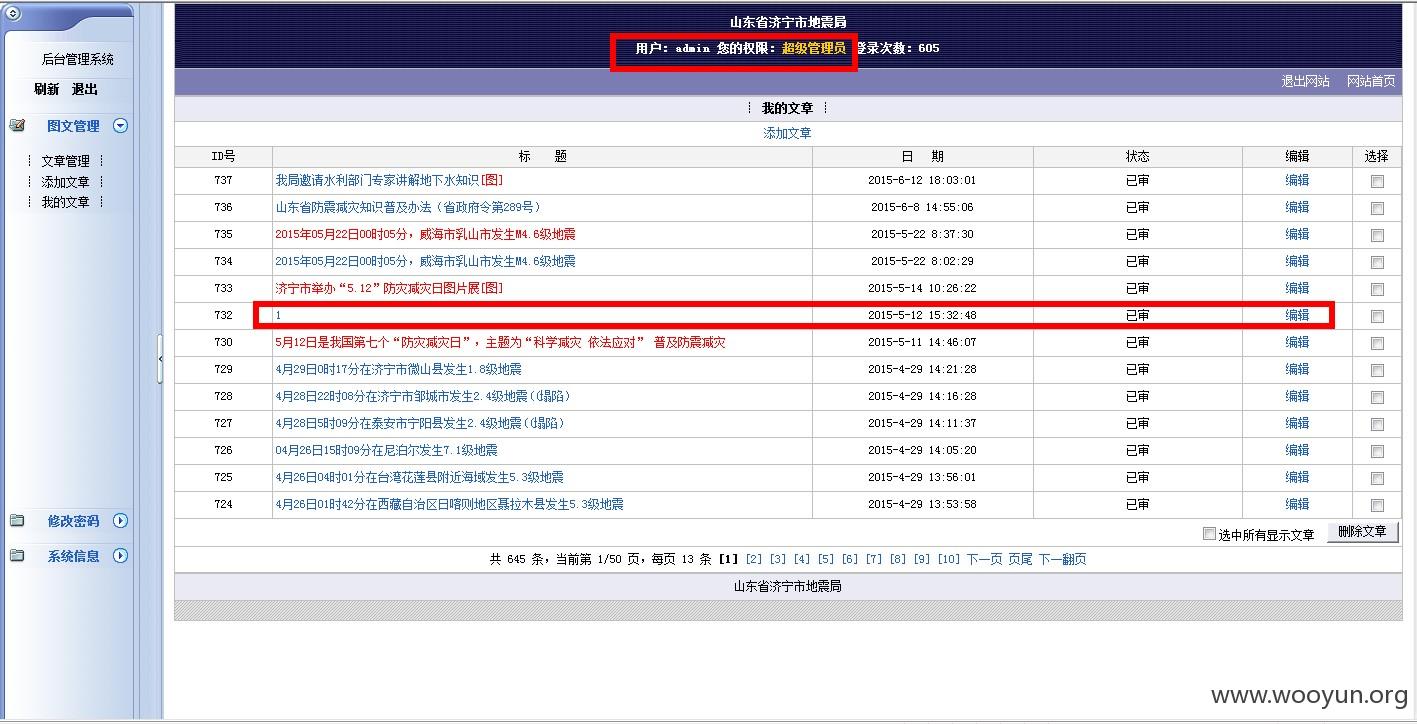 后台管理系统
刷新 退出
图文管理
文章管理
添加文章
我的文章
修改密码
系统信息
山东省济宁市地震局
用户：admin 您的权限：超级管理员 登录次数：605
退出网站 网站首页
我的文章
添加文章
ID号 标 题 日 期 状态 编辑 选择
737 我局邀请水利部门专家讲解地下水知识[图] 2015-6-12 18:03:01 已审 编辑
736 山东省防震减灾知识普及办法（省政府令第289号） 2015-6-8 14:55:06 已审 编辑
735 2015年05月22日00时05分，威海市乳山市发生M4.6级地震 2015-5-22 8:37:30 已审 编辑
734 2015年05月22日00时05分，威海市乳山市发生M4.6级地震 2015-5-22 8:02:29 已审 编辑
733 济宁市举办“5.12”防灾减灾日图片展[图] 2015-5-14 10:26:22 已审 编辑
732 1 2015-5-12 15:32:48 已审 编辑
730 5月12日是我国第七个“防灾减灾日”，主题为“科学减灾 依法应对” 普及防震减灾 2015-5-11 14:46:07 已审 编辑
729 4月29日0时17分在济宁市微山县发生1.8级地震 2015-4-29 14:21:28 已审 编辑
728 4月28日22时08分在济宁市邹城市发生2.4级地震(塌陷) 2015-4-29 14:16:28 已审 编辑
727 4月28日5时09分在泰安市宁阳县发生2.4级地震(塌陷) 2015-4-29 14:11:37 已审 编辑
726 04月26日15时09分在尼泊尔发生7.1级地震 2015-4-29 14:05:20 已审 编辑
725 4月26日04时01分在台湾花莲县附近海域发生5.3级地震 2015-4-29 13:56:01 已审 编辑
724 4月26日01时42分在西藏自治区日喀则地区聂拉木县发生5.3级地震 2015-4-29 13:53:58 已审 编辑
选中所有显示文章 删除文章
共 645 条，当前第 1/50 页，每页 13 条 [1] [2] [3] [4] [5] [6] [7] [8] [9] [10] 下一页 页尾 下一翻页
山东省济宁市地震局
www.wooyun.org